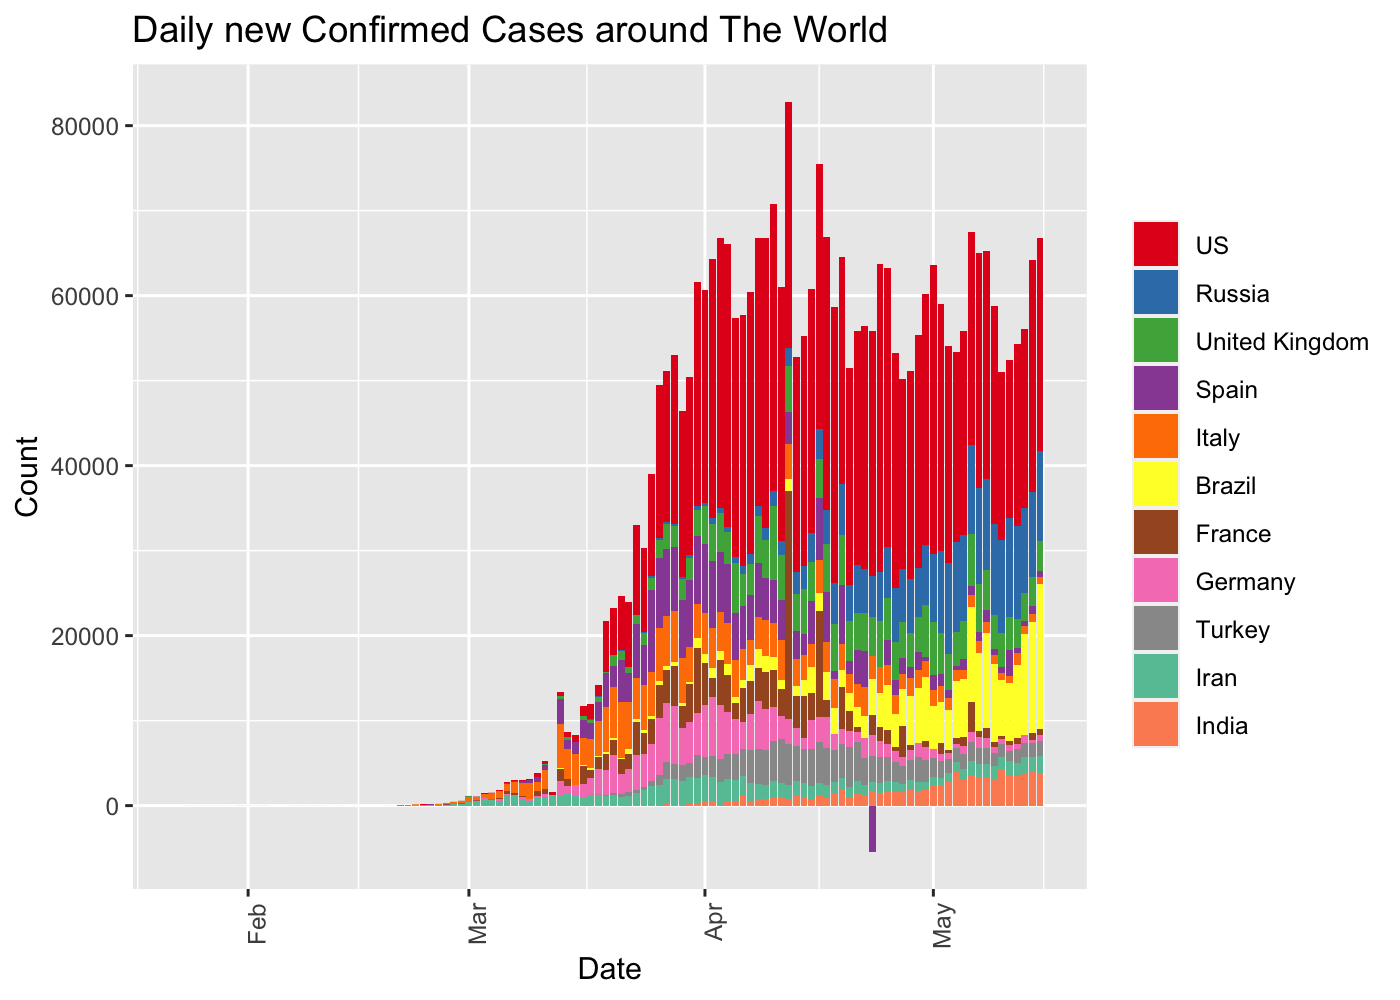 Daily new Confirmed Cases around The World
80000
60000
40000
20000
0
Count
Feb
Mar
Apr
May
Date
US
Russia
United Kingdom
Spain
Italy
Brazil
France
Germany
Turkey
Iran
India